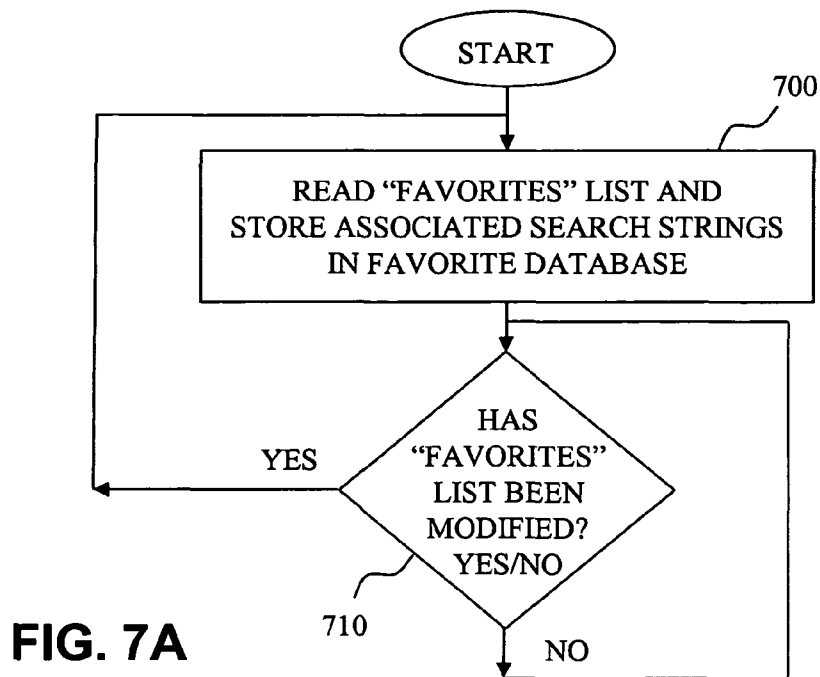 START
700
READ “FAVORITES” LIST AND
STORE ASSOCIATED SEARCH STRINGS
IN FAVORITE DATABASE
HAS
“FAVORITES”
LIST BEEN
MODIFIED?
YES/NO
YES
710
NO
FIG. 7A